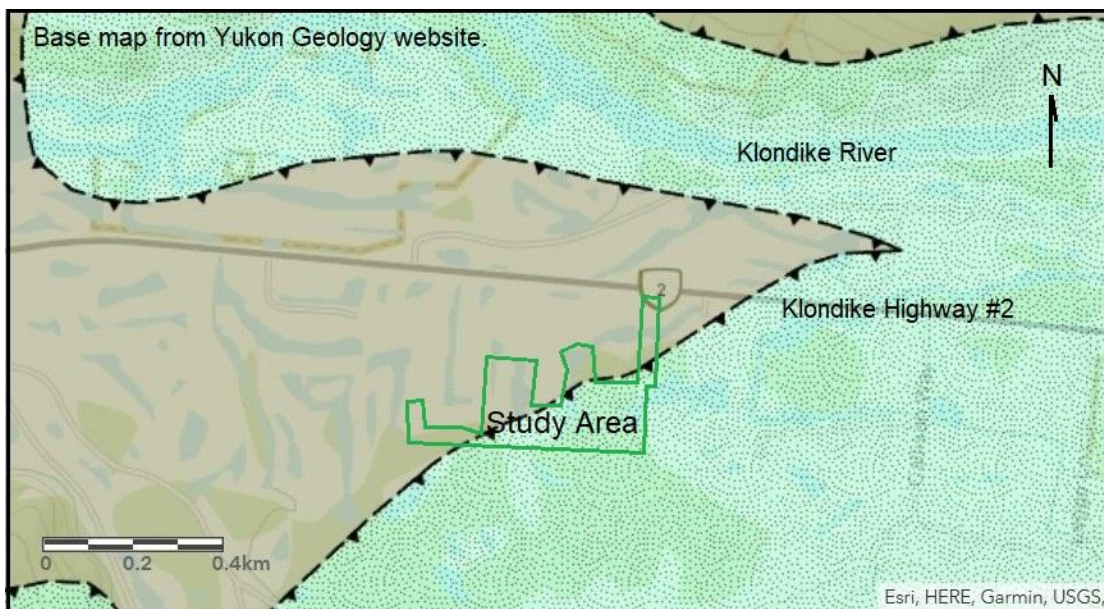 Base map from Yukon Geology website.
N
Klondike River
2
Klondike Highway #2
Study Area
0 0.2 0.4km
Esri, HERE, Garmin, USGS,